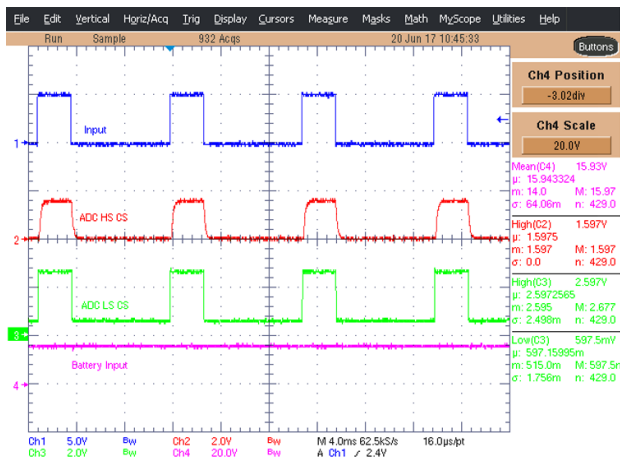 File Edit Vertical Horiz/Acq Trig Display Cursors Measure Masks Math MyScope Utilities Help
Run Sample 932 Acqs 20 Jun 17 10:45:33
Buttons
Ch4 Position
-3.02div
Ch4 Scale
20.0V
Input
1
Mean(C4) 15.93V
µ: 15.943324
m: 14.0 M: 15.97
σ: 64.06m n: 429.0
ADC HS CS
2
High(C2) 1.597V
µ: 1.5975
m: 1.597 M: 1.597
σ: 0.0 n: 429.0
ADC LS CS
3
High(C3) 2.597V
µ: 2.5972565
m: 2.595 M: 2.677
σ: 2.498m n: 429.0
Low(C3) 597.5mV
µ: 597.15995m
m: 515.0m M: 597.5m
σ: 1.756m n: 429.0
Battery Input
4
Ch1 5.0V Bw Ch2 2.0V Bw M 4.0ms 62.5kS/s 16.0µs/pt
Ch3 2.0V Bw Ch4 20.0V Bw A Ch1 ∕ 2.4V